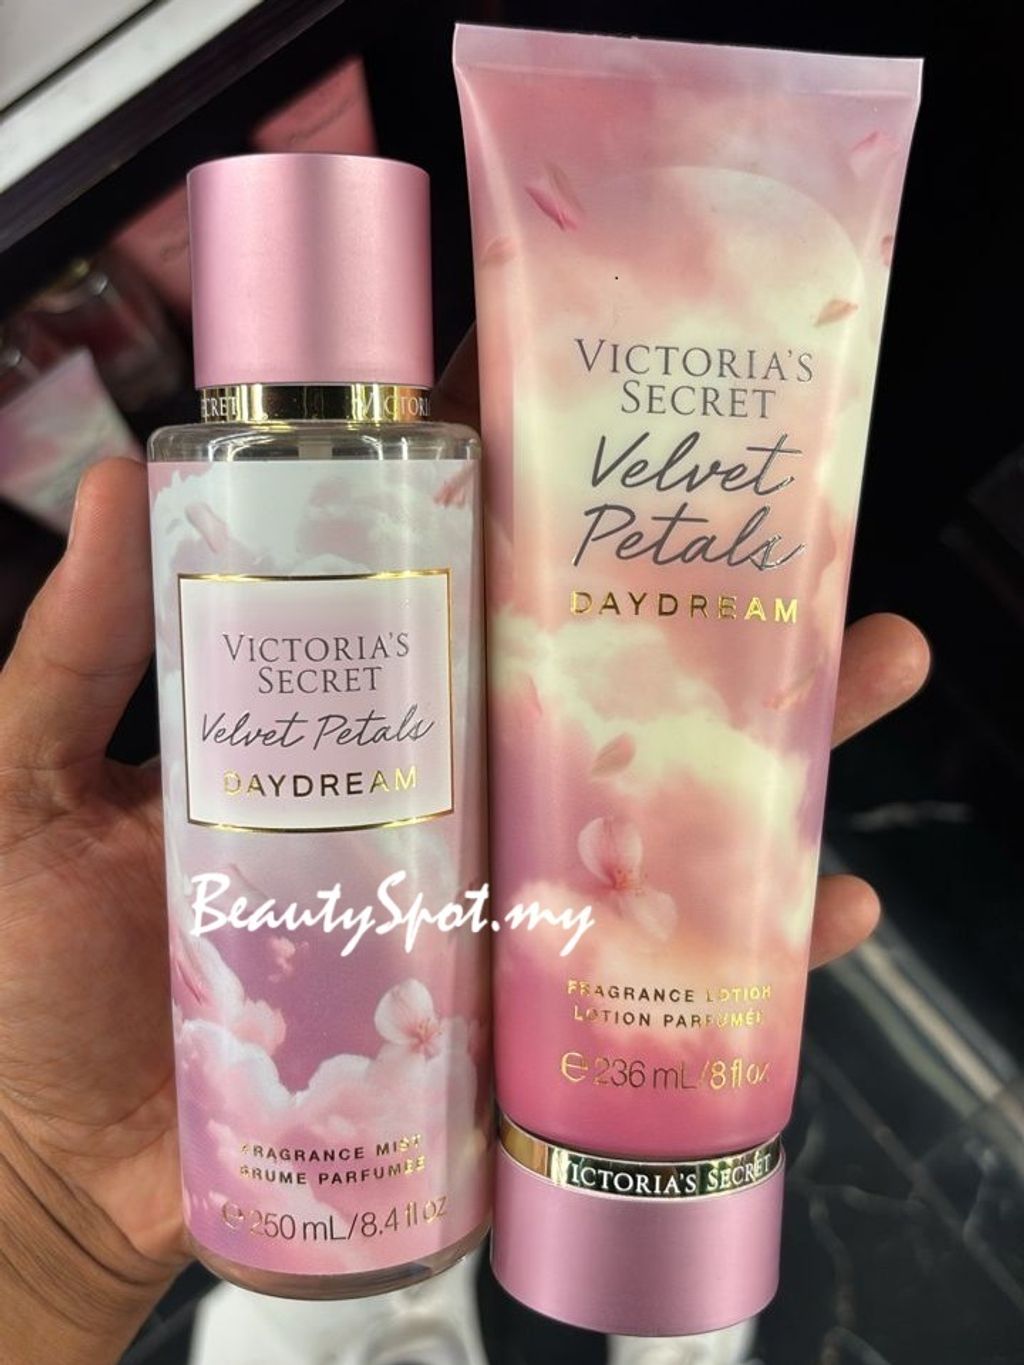 VICTORIA'S
SECRET
Velvet Petals
DAYDREAM
FRAGRANCE MIST
BRUME PARFUMÉE
℮ 250 mL/8.4 fl oz
VICTORIA'S
SECRET
Velvet
Petals
DAYDREAM
FRAGRANCE LOTION
LOTION PARFUMÉE
℮ 236 mL/8 fl oz
VICTORIA'S SECRET
BeautySpot.my